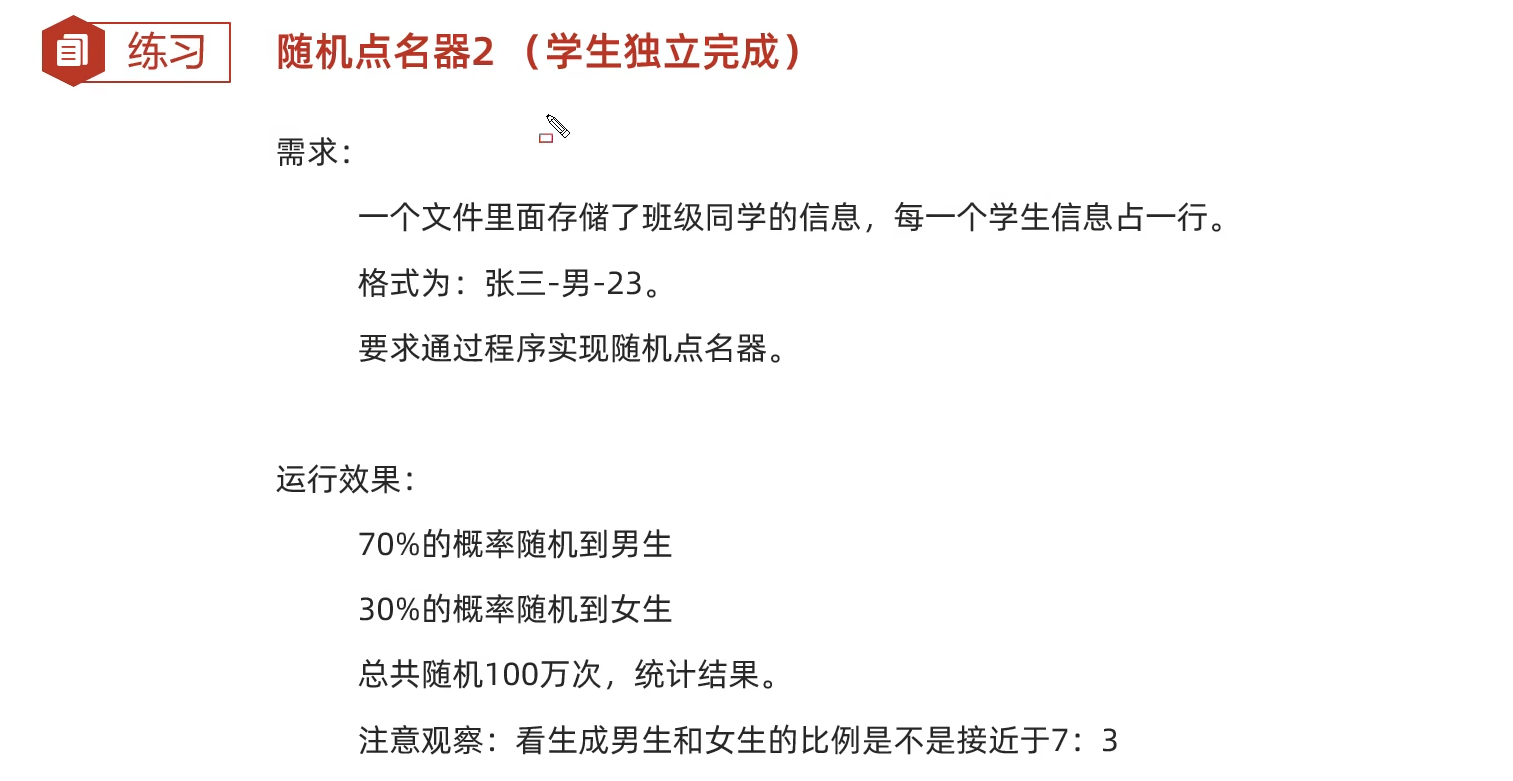 练习
随机点名器2（学生独立完成）
需求：
一个文件里面存储了班级同学的信息，每一个学生信息占一行。
格式为：张三-男-23。
要求通过程序实现随机点名器。
运行效果：
70%的概率随机到男生
30%的概率随机到女生
总共随机100万次，统计结果。
注意观察：看生成男生和女生的比例是不是接近于7：3